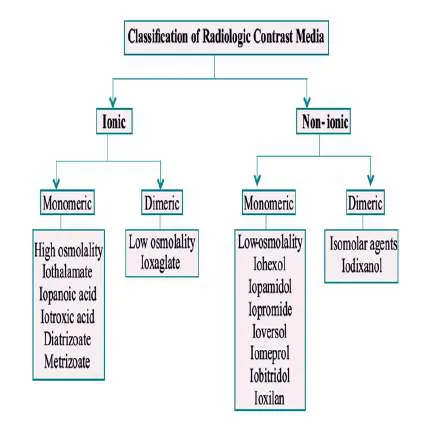 Classification of Radiologic Contrast Media
Ionic
Non-ionic
Monomeric
Dimeric
Monomeric
Dimeric
High osmolality
Iothalamate
Iopanoic acid
Iotroxic acid
Diatrizoate
Metrizoate
Low osmolality
Ioxaglate
Low-osmolality
Iohexol
Iopamidol
Iopromide
Ioversol
Iomeprol
Iobitridol
Ioxilan
Isomolar agents
Iodixanol